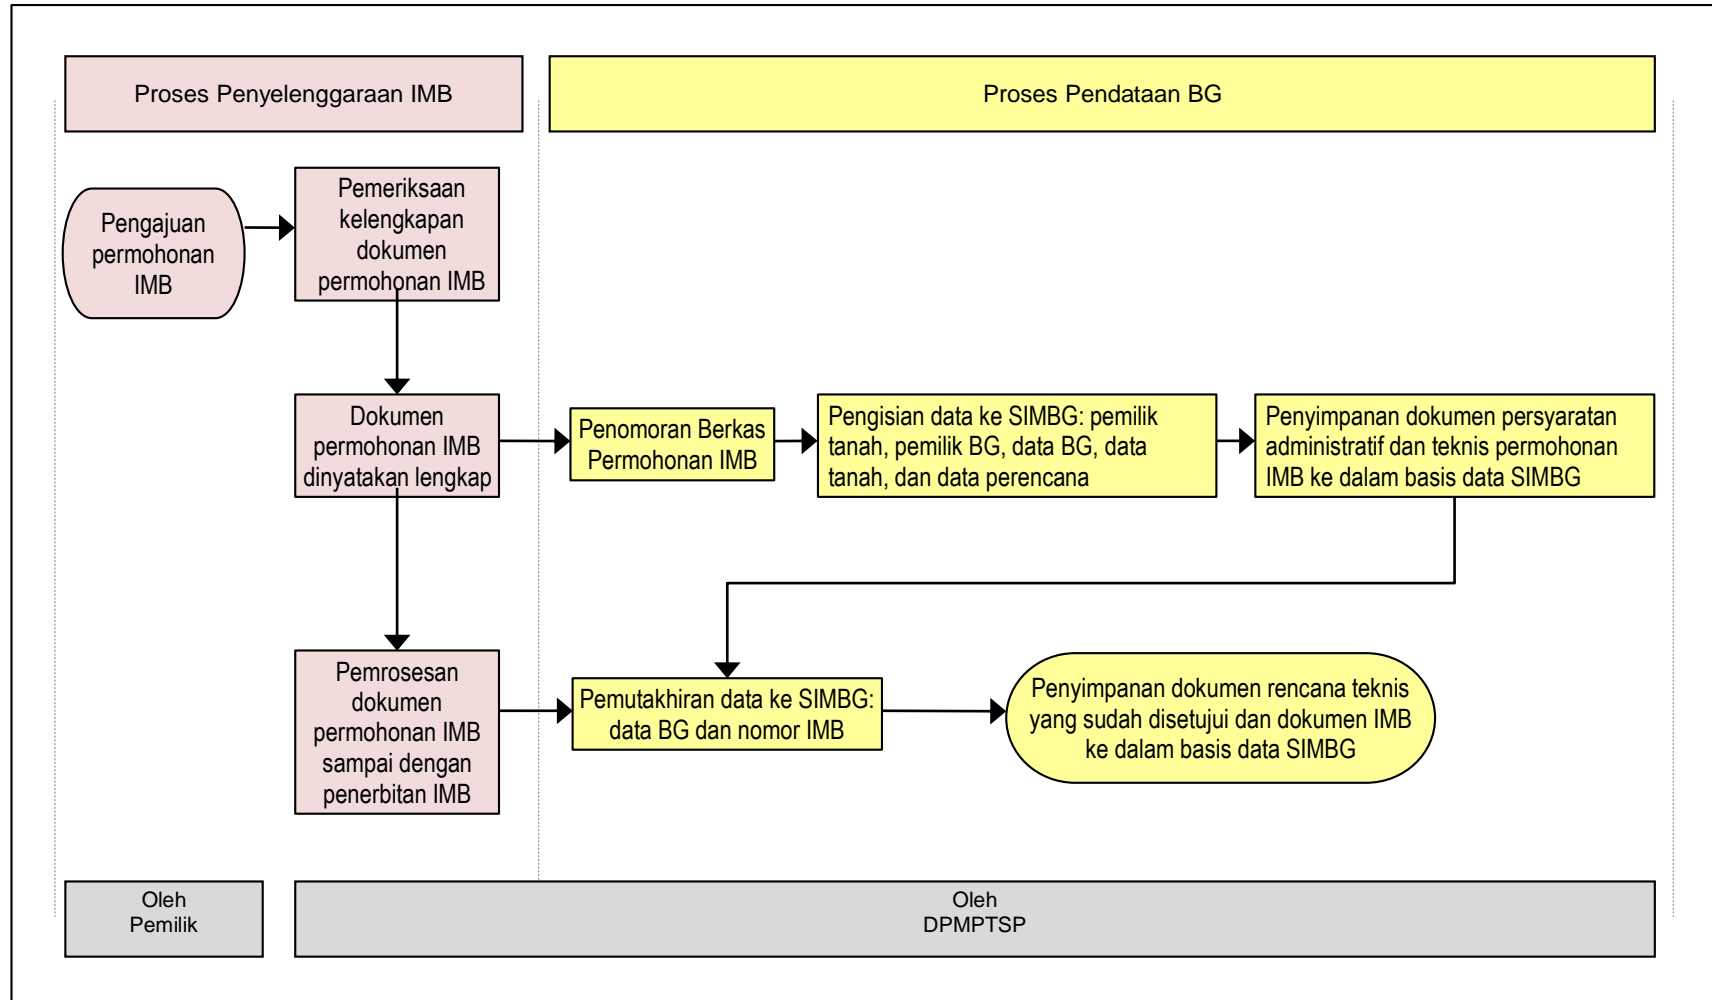 Proses Penyelenggaraan IMB
Proses Pendataan BG
Pengajuan
permohonan
IMB
Pemeriksaan
kelengkapan
dokumen
permohonan IMB
Dokumen
permohonan IMB
dinyatakan lengkap
Penomoran Berkas
Permohonan IMB
Pengisian data ke SIMBG: pemilik
tanah, pemilik BG, data BG, data
tanah, dan data perencana
Penyimpanan dokumen persyaratan
administratif dan teknis permohonan
IMB ke dalam basis data SIMBG
Pemrosesan
dokumen
permohonan IMB
sampai dengan
penerbitan IMB
Pemutakhiran data ke SIMBG:
data BG dan nomor IMB
Penyimpanan dokumen rencana teknis
yang sudah disetujui dan dokumen IMB
ke dalam basis data SIMBG
Oleh
Pemilik
Oleh
DPMPTSP